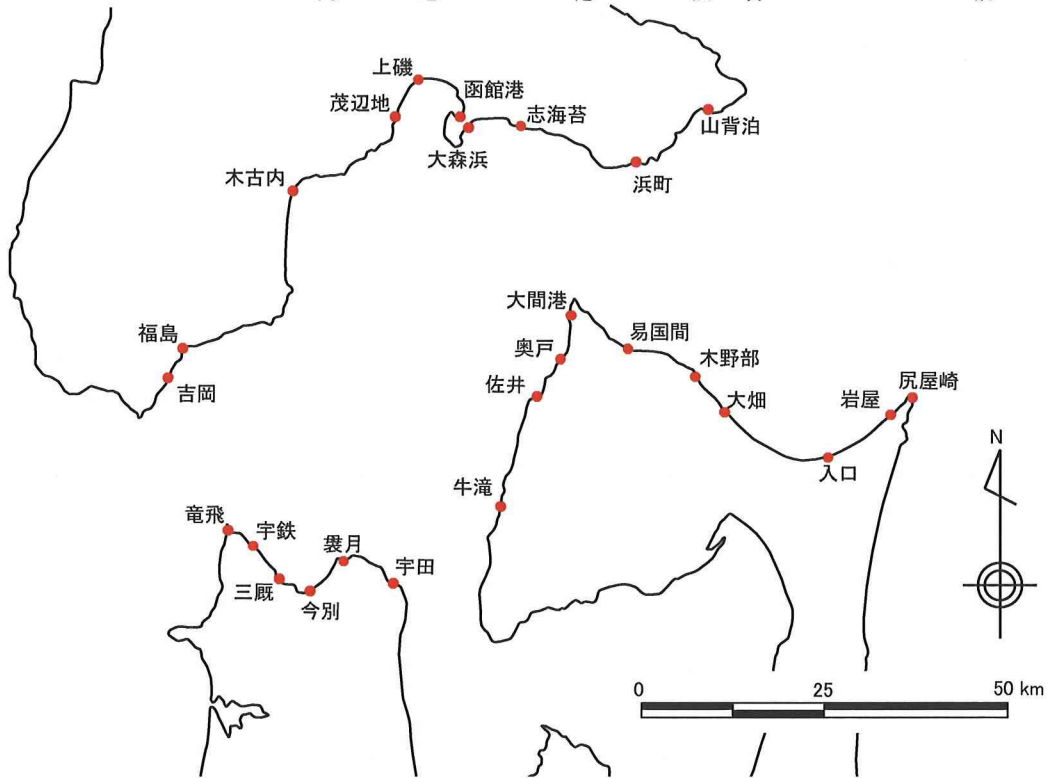 上磯
函館港
茂辺地
志海苔
山背泊
大森浜
浜町
木古内
大間港
福島
易国間
奥戸
木野部
吉岡
佐井
尻屋崎
大畑
岩屋
N
入口
牛滝
竜飛
宇鉄
袰月
宇田
三厩
今別
0 25 50 km